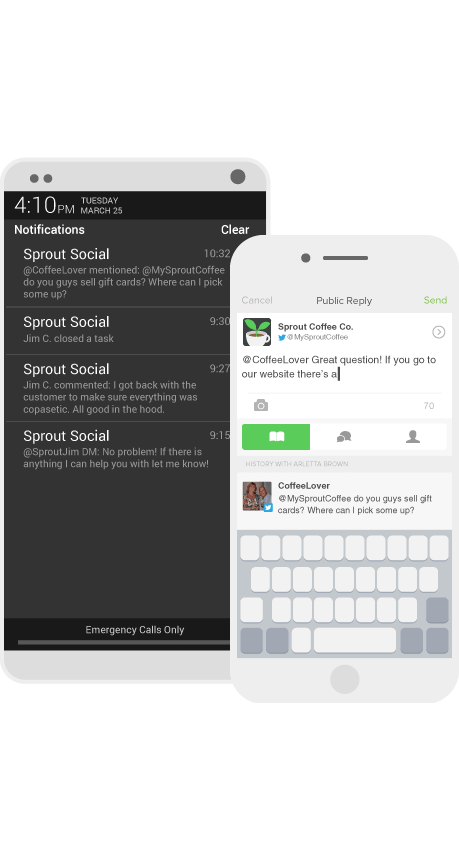 4:10PM
TUESDAY
MARCH 25
Notifications Clear
Sprout Social 10:32
@CoffeeLover mentioned: @MySproutCoffee
do you guys sell gift cards? Where can I pick
some up?
Sprout Social 9:30
Jim C. closed a task
Sprout Social 9:27
Jim C. commented: I got back with the
customer to make sure everything was
copasetic. All good in the hood.
Sprout Social 9:15
@SproutJim DM: No problem! If there is
anything I can help you with let me know!
Emergency Calls Only
Cancel Public Reply Send
Sprout Coffee Co.
@MySproutCoffee
@CoffeeLover Great question! If you go to
our website there's a
70
HISTORY WITH ARLETTA BROWN
CoffeeLover
@MySproutCoffee do you guys sell gift
cards? Where can I pick some up?